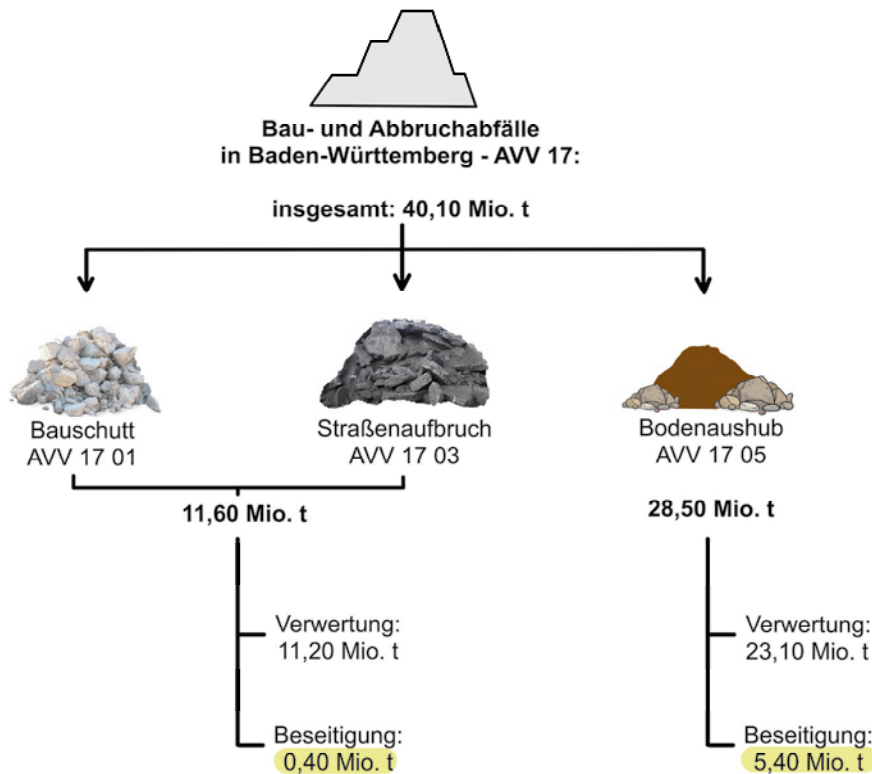 Bau- und Abbruchabfälle
in Baden-Württemberg - AVV 17:
insgesamt: 40,10 Mio. t
Bauschutt
AVV 17 01
Straßenaufbruch
AVV 17 03
Bodenaushub
AVV 17 05
11,60 Mio. t
28,50 Mio. t
Verwertung:
11,20 Mio. t
Verwertung:
23,10 Mio. t
Beseitigung:
0,40 Mio. t
Beseitigung:
5,40 Mio. t